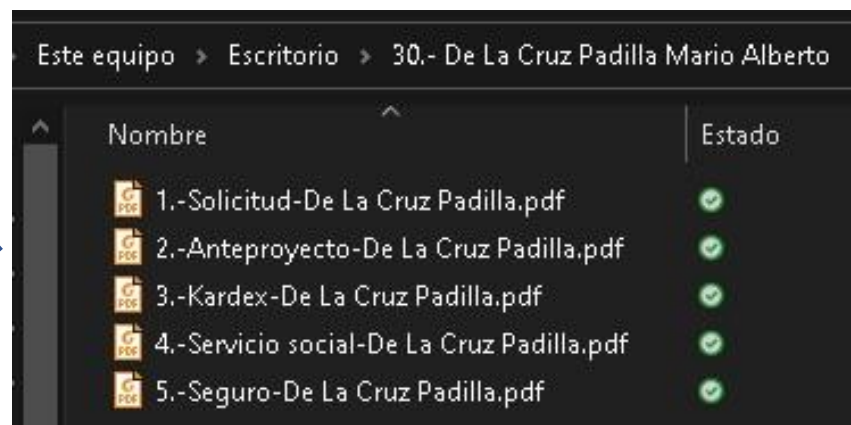 Este equipo > Escritorio > 30.- De La Cruz Padilla Mario Alberto
Nombre Estado
1.-Solicitud-De La Cruz Padilla.pdf
2.-Anteproyecto-De La Cruz Padilla.pdf
3.-Kardex-De La Cruz Padilla.pdf
4.-Servicio social-De La Cruz Padilla.pdf
5.-Seguro-De La Cruz Padilla.pdf